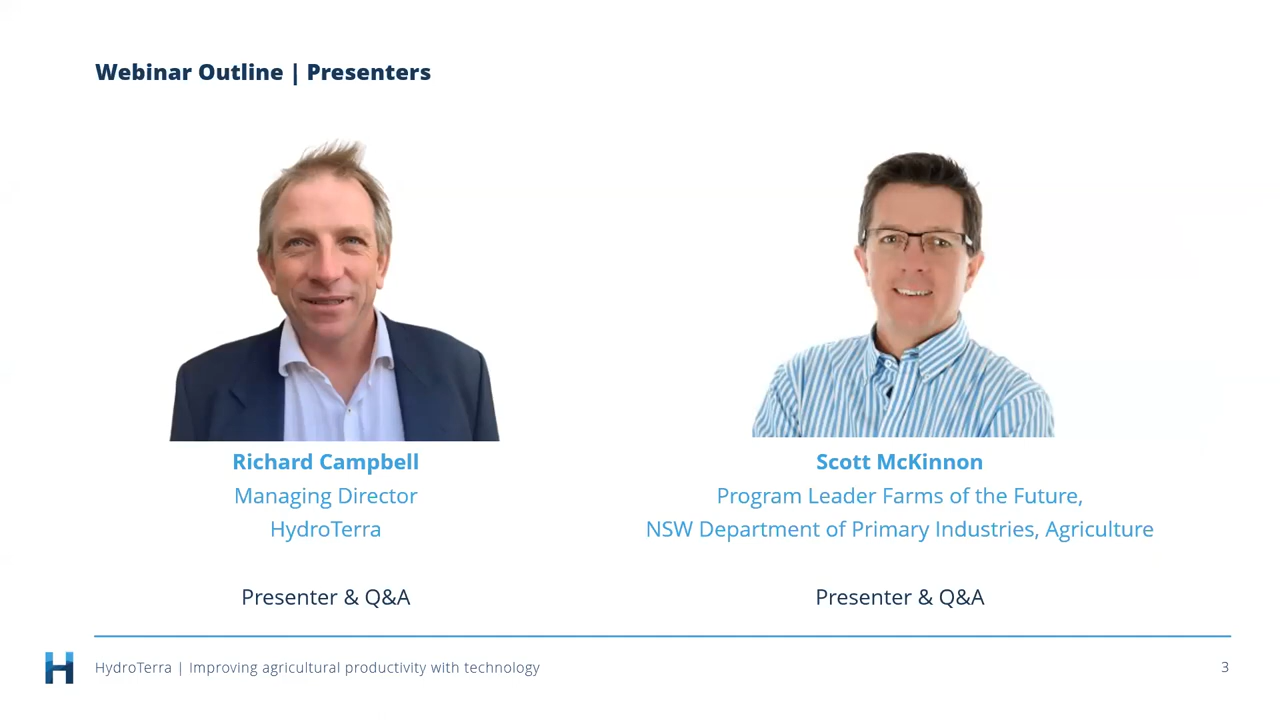 Webinar Outline | Presenters
Richard Campbell
Managing Director
HydroTerra
Presenter & Q&A
Scott McKinnon
Program Leader Farms of the Future,
NSW Department of Primary Industries, Agriculture
Presenter & Q&A
HydroTerra | Improving agricultural productivity with technology
3